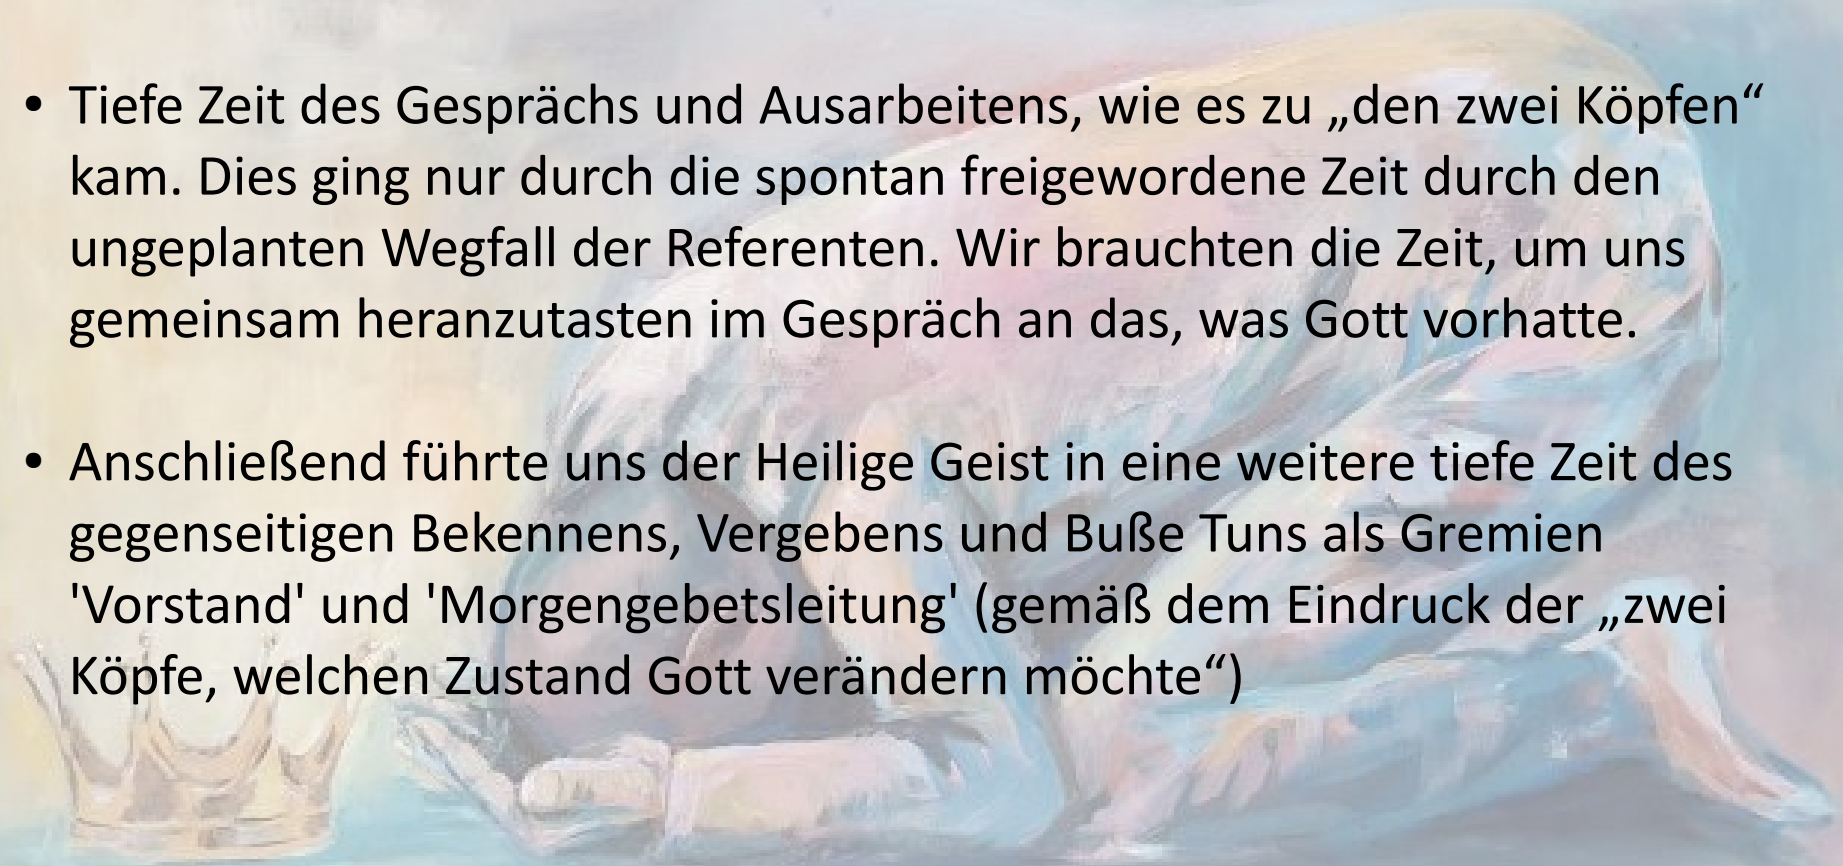 • Tiefe Zeit des Gesprächs und Ausarbeitens, wie es zu „den zwei Köpfen“
kam. Dies ging nur durch die spontan freigewordene Zeit durch den
ungeplanten Wegfall der Referenten. Wir brauchten die Zeit, um uns
gemeinsam heranzutasten im Gespräch an das, was Gott vorhatte.
• Anschließend führte uns der Heilige Geist in eine weitere tiefe Zeit des
gegenseitigen Bekennens, Vergebens und Buße Tuns als Gremien
'Vorstand' und 'Morgengebetsleitung' (gemäß dem Eindruck der „zwei
Köpfe, welchen Zustand Gott verändern möchte“)